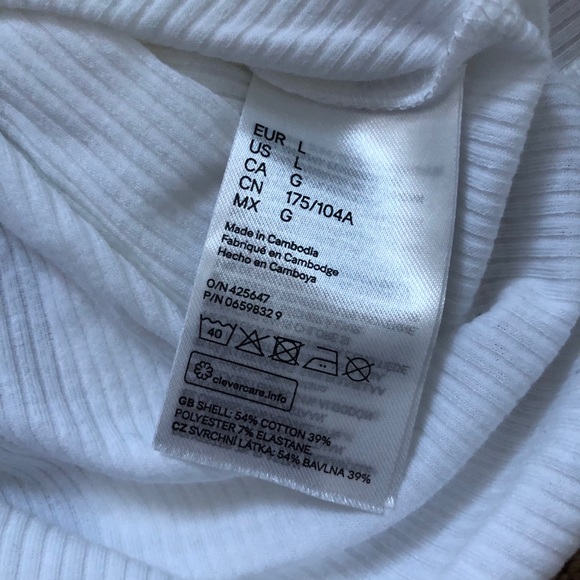 EUR L
US L
CA G
CN 175/104A
MX G
Made in Cambodia
Fabriqué en Cambodge
Hecho en Camboya
O/N 425647
P/N 0659832 9
40
clevercare.info
GB SHELL: 54% COTTON 39%
POLYESTER 7% ELASTANE.
CZ SVRCHNÍ LÁTKA: 54% BAVLNA 39%